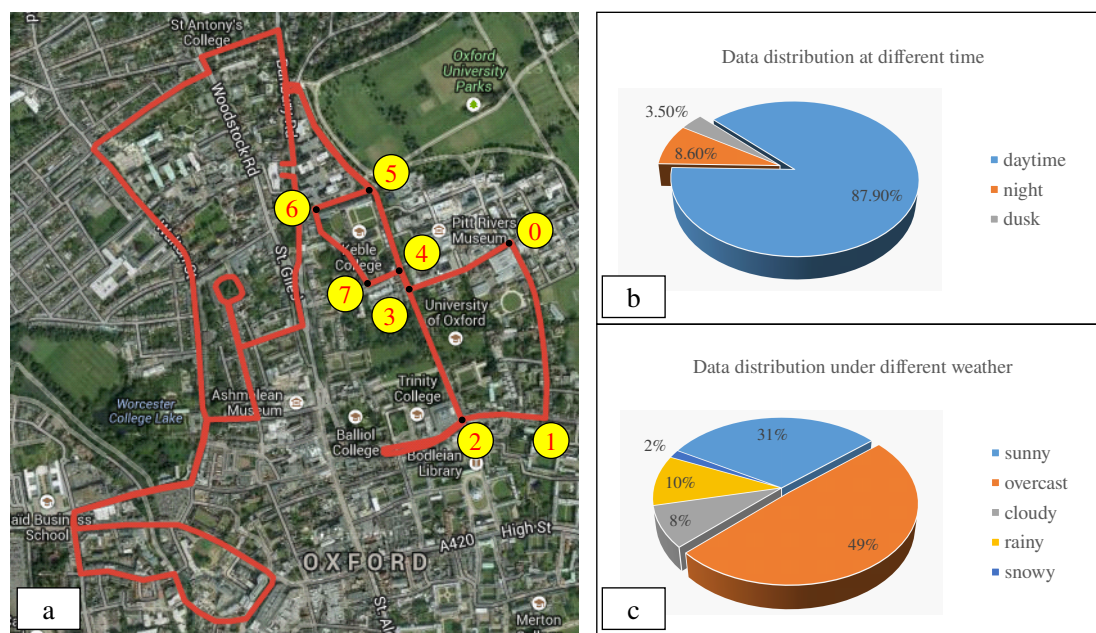 St Antony's
College
Oxford
University
Parks
Woodstock Rd
Banbury Rd
5
6
Pitt Rivers
Museum
0
Keble
College
4
St. Giles
7
3
University
of Oxford
Trinity
College
Ashmolean
Museum
Worcester
College Lake
Balliol
College
2
1
Bodleian
Library
aid Business
School
High St
A420
OXFORD
Merton
a
Data distribution at different time
3.50%
8.60%
87.90%
daytime
night
dusk
b
Data distribution under different weather
31%
2%
10%
8%
49%
sunny
overcast
cloudy
rainy
snowy
c